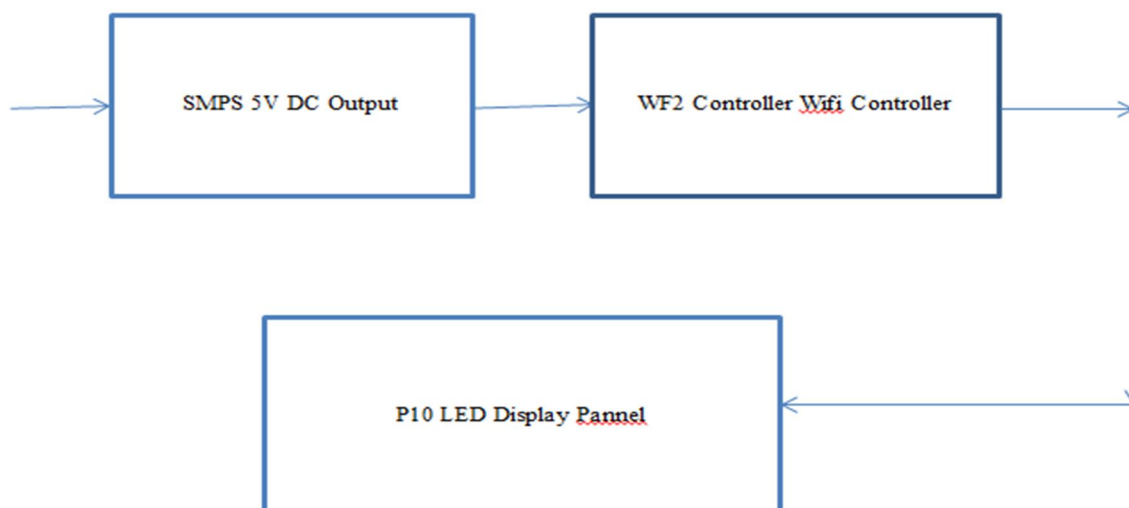 SMPS 5V DC Output
WF2 Controller Wifi Controller
P10 LED Display Pannel